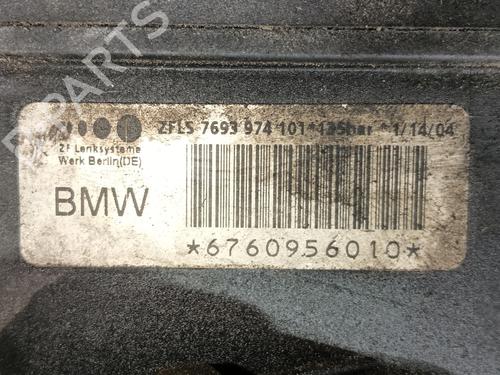 ZFLS 7693 974 101 *135bar *1/14/04
ZF Lenksysteme
Werk Berlin(DE)
BMW
*6760956010*
B-PARTS